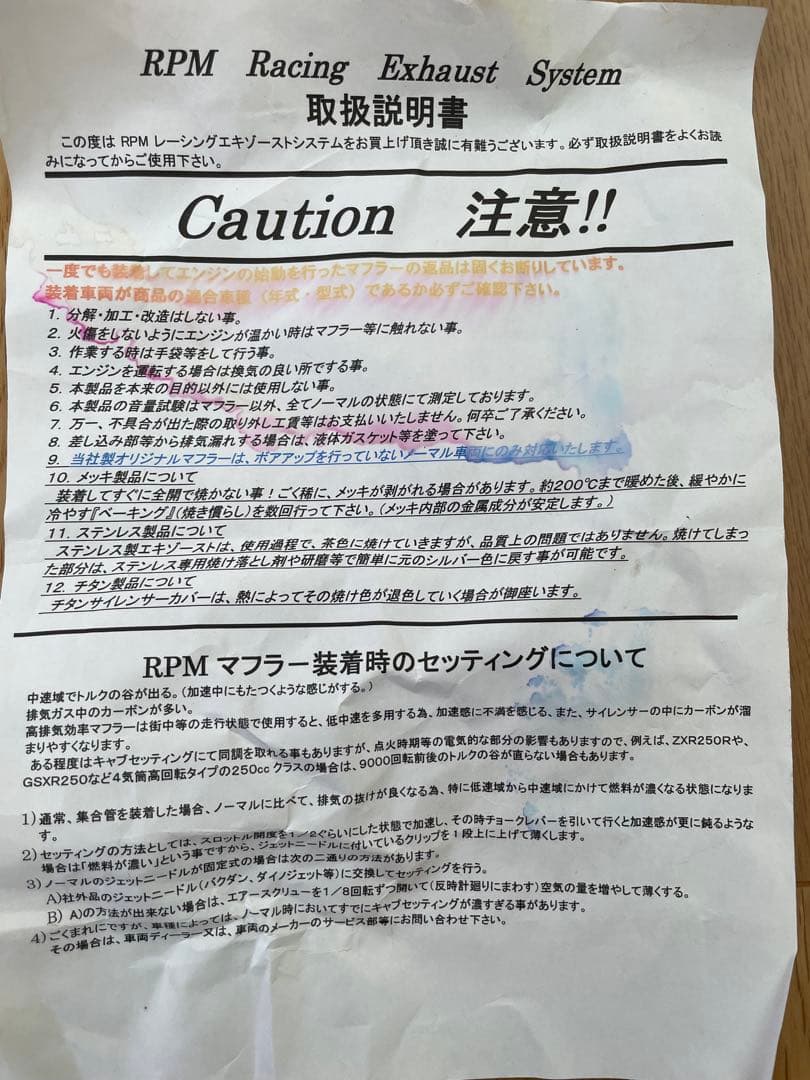 RPM Racing Exhaust System
取扱説明書
この度は RPM レーシングエキゾーストシステムをお買上げ頂き誠に有難うございます。必ず取扱説明書をよくお読
みになってからご使用下さい。
Caution 注意!!
一度でも装着してエンジンの始動を行ったマフラーの返品は固くお断りしています。
装着車両が商品の適合車種（年式・型式）であるか必ずご確認下さい。
1. 分解・加工・改造はしない事。
2. 火傷をしないようにエンジンが温かい時はマフラー等に触れない事。
3. 作業する時は手袋等をして行う事。
4. エンジンを運転する場合は換気の良い所でする事。
5. 本製品を本来の目的以外には使用しない事。
6. 本製品の音量試験はマフラー以外、全てノーマルの状態にて測定しております。
7. 万一、不具合が出た際の取り外し工賃等はお支払いいたしません。何卒ご了承ください。
8. 差し込み部等から排気漏れする場合は、液体ガスケット等を塗って下さい。
9. 当社製オリジナルマフラーは、ボアアップを行っていないノーマル車両にのみ対応いたします。
10. メッキ製品について
装着してすぐに全開で焼かない事！ごく稀に、メッキが剥がれる場合があります。約200℃まで暖めた後、緩やかに
冷やす『ベーキング』（焼き慣らし）を数回行って下さい。（メッキ内部の金属成分が安定します。）
11. ステンレス製品について
ステンレス製エキゾーストは、使用過程で、茶色に焼けていきますが、品質上の問題ではありません。焼けてしまっ
た部分は、ステンレス専用焼け落とし剤や研磨等で簡単に元のシルバー色に戻す事が可能です。
12. チタン製品について
チタンサイレンサーカバーは、熱によってその焼け色が退色していく場合が御座います。
RPM マフラー装着時のセッティングについて
中速域でトルクの谷が出る。（加速中にもたつくような感じがする。）
排気ガス中のカーボンが多い。
高排気効率マフラーは街中等の走行状態で使用すると、低中速を多用する為、加速感に不満を感じる、また、サイレンサーの中にカーボンが溜
まりやすくなります。
ある程度はキャブセッティングにて同調を取れる事もありますが、点火時期等の電気的な部分の影響もありますので、例えば、ZXR250Rや、
GSXR250など4気筒高回転タイプの250cc クラスの場合は、9000回転前後のトルクの谷が直らない場合もあります。
1) 通常、集合管を装着した場合、ノーマルに比べて、排気の抜けが良くなる為、特に低速域から中速域にかけて燃料が濃くなる状態になりま
す。
2) セッティングの方法としては、スロットル開度を1/2ぐらいにした状態で加速し、その時チョークレバーを引いて行くと加速感が更に鈍るような
場合は「燃料が濃い」という事ですから、ジェットニードルに付いているクリップを1段上に上げて薄くします。
3) ノーマルのジェットニードルが固定式の場合は次の二通りの方法があります。
A) 社外品のジェットニードル（バクダン、ダイノジェット等）に交換してセッティングを行う。
B) A)の方法が出来ない場合は、エアースクリューを1/8回転ずつ開いて（反時計廻りにまわす）空気の量を増やして薄くする。
4) ごくまれにですが、車種によっては、ノーマル時においてすでにキャブセッティングが濃すぎる事があります。
その場合は、車両ディーラー又は、車両のメーカーのサービス部等にお問い合わせ下さい。